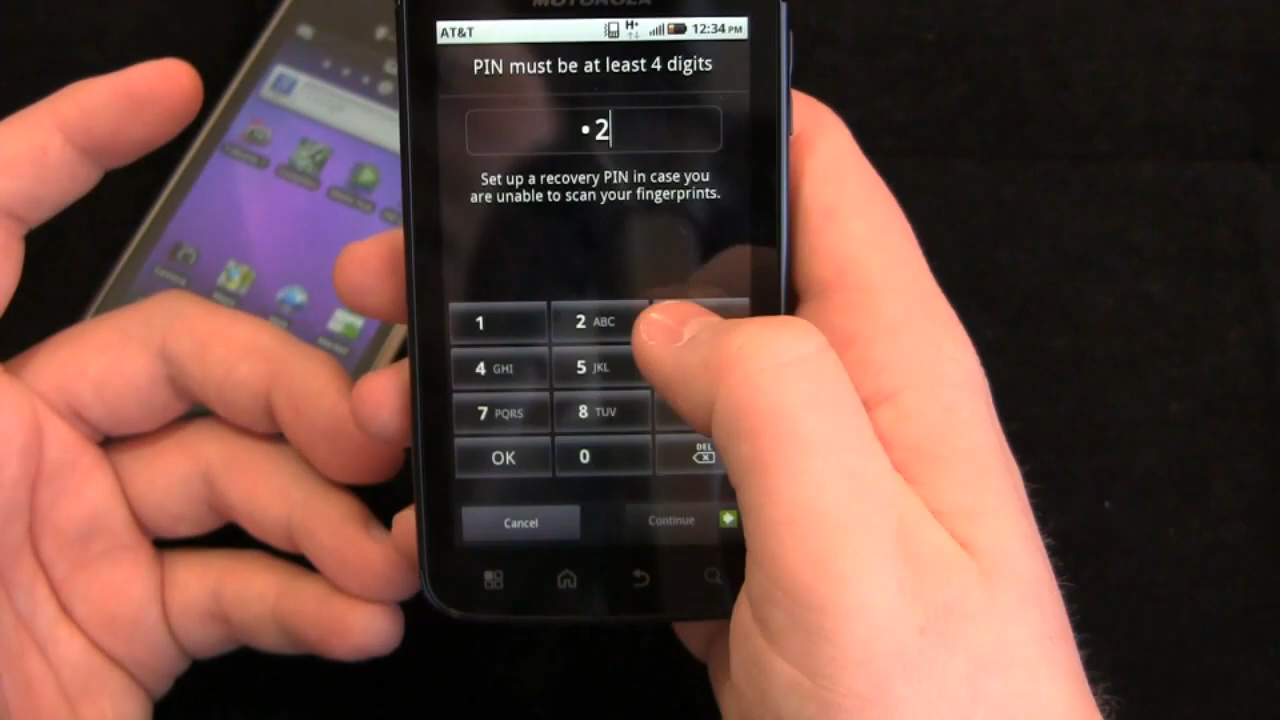 MOTOROLA
AT&T H+ 12:34 PM
PIN must be at least 4 digits
•2
Set up a recovery PIN in case you
are unable to scan your fingerprints.
1 2 ABC
4 GHI 5 JKL
7 PQRS 8 TUV
OK 0 DEL
Cancel Continue